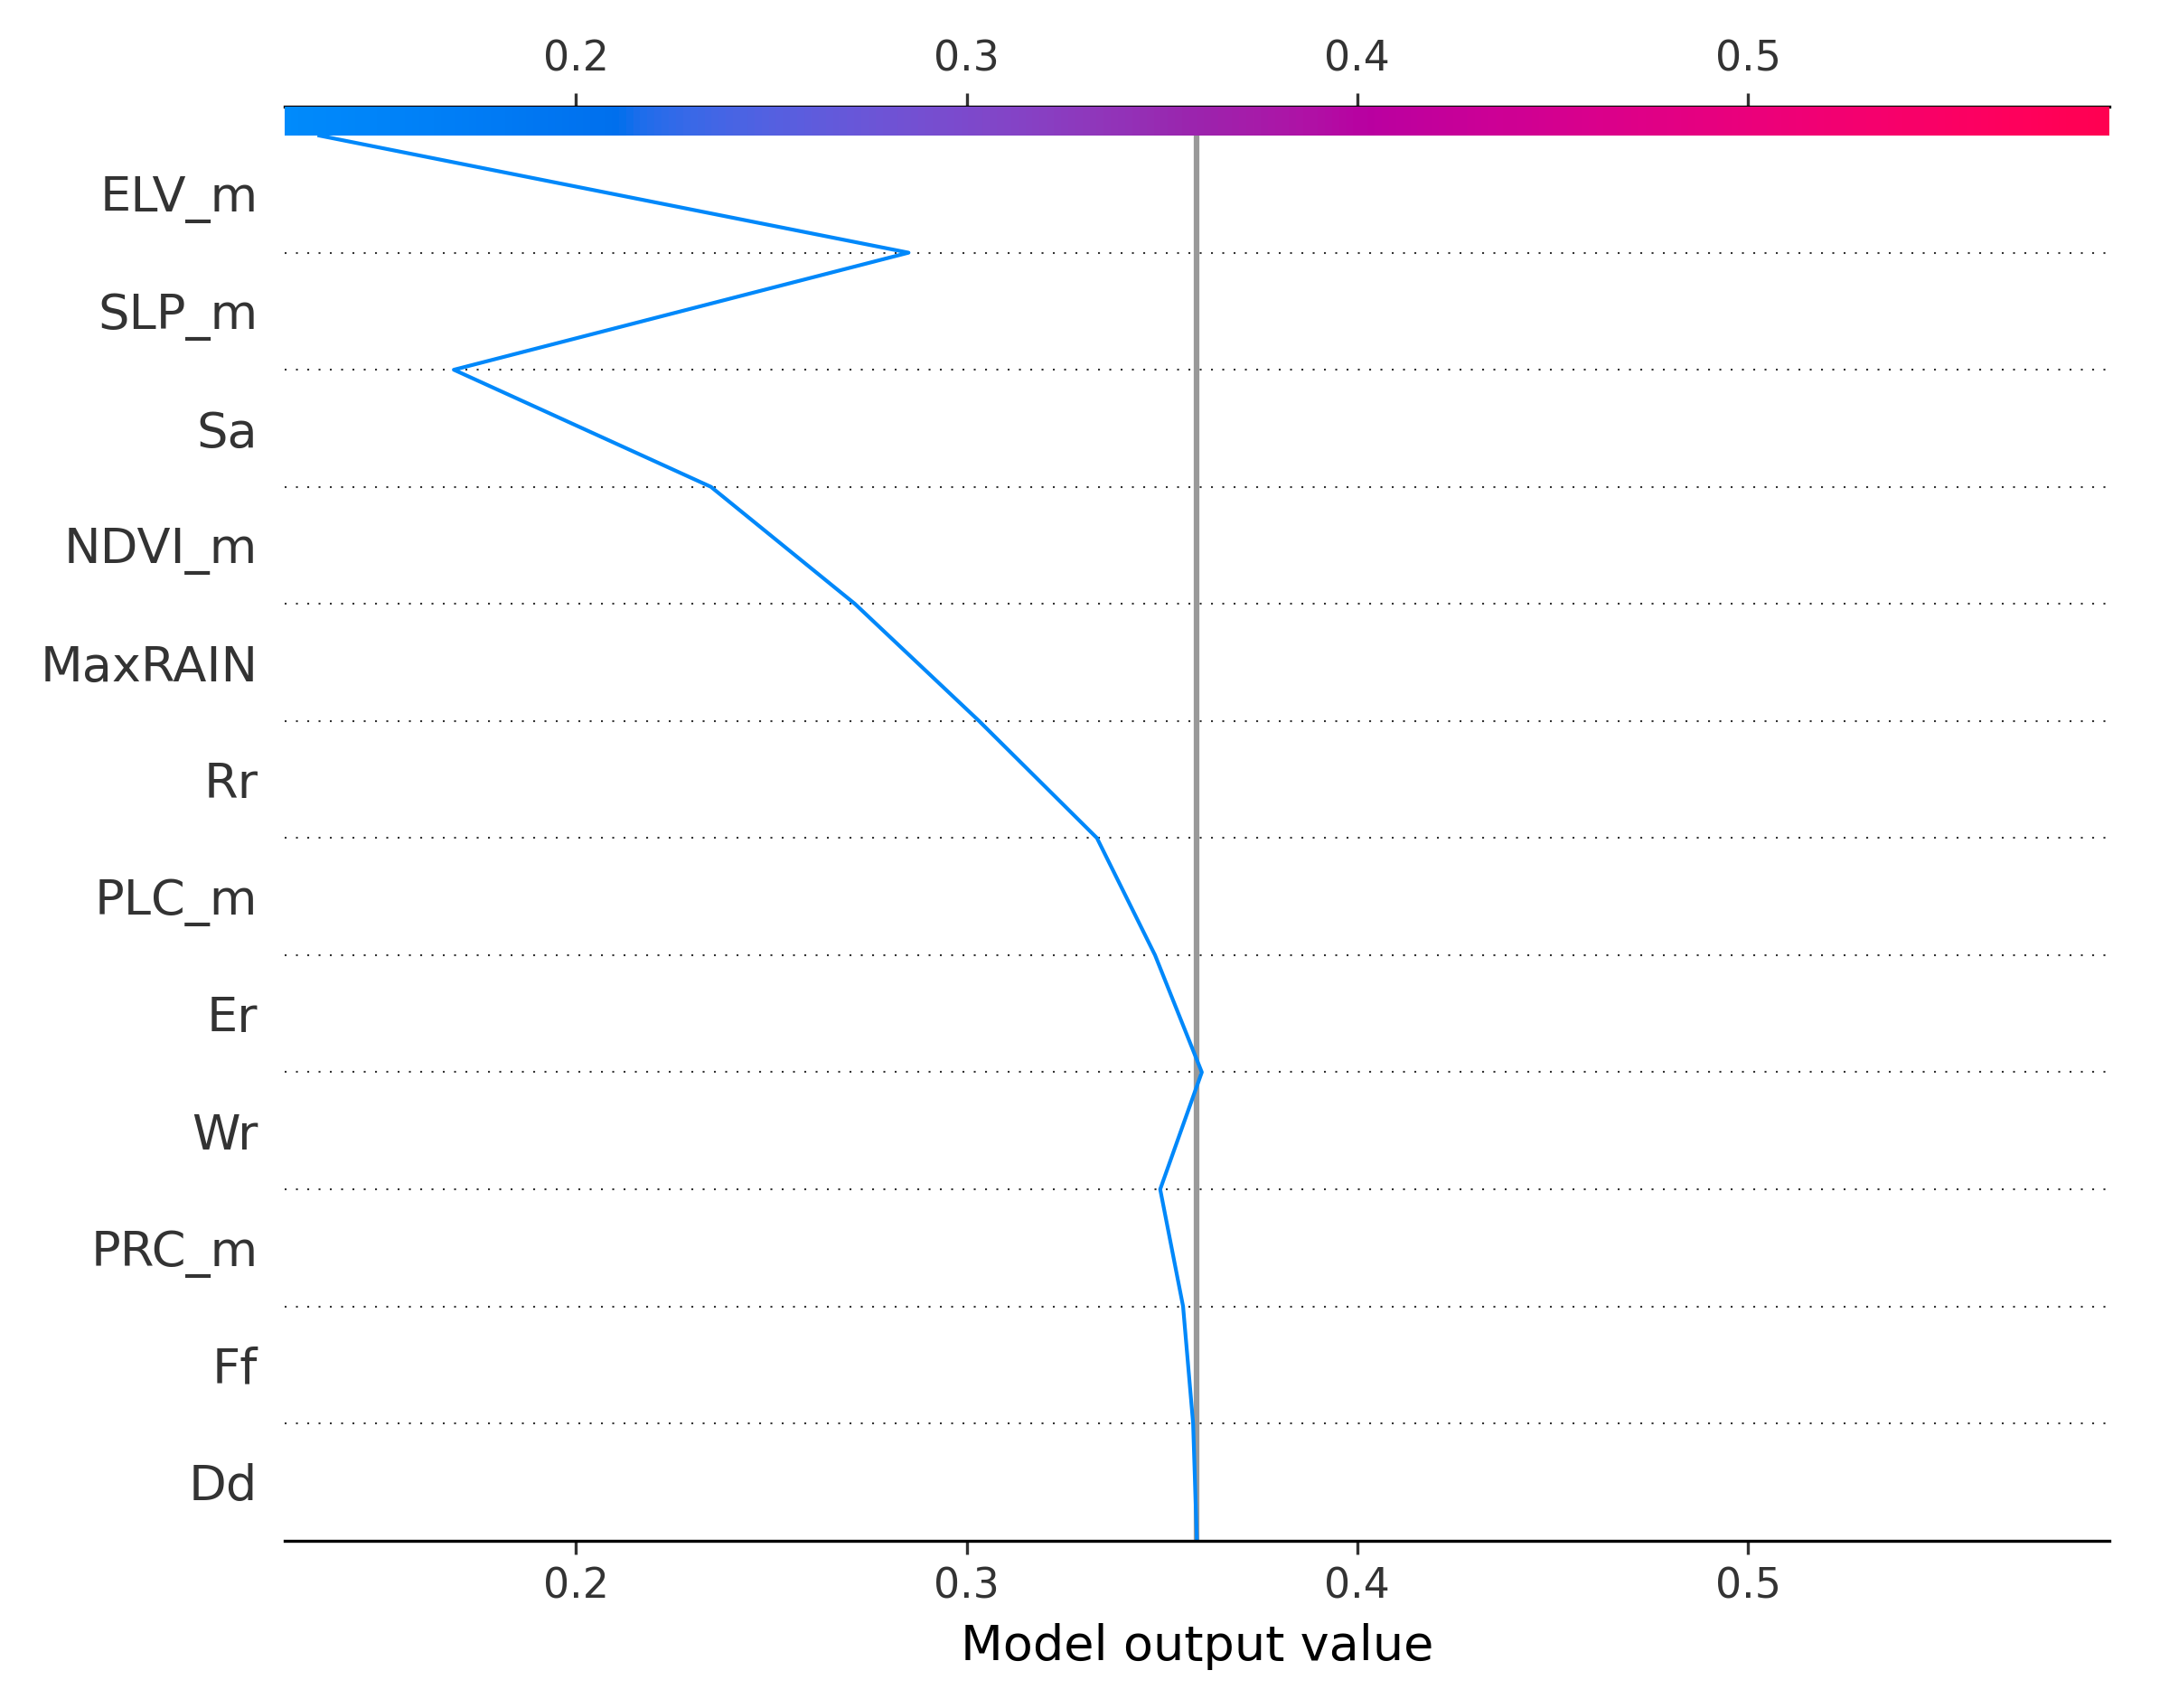 0.2 0.3 0.4 0.5
ELV_m
SLP_m
Sa
NDVI_m
MaxRAIN
Rr
PLC_m
Er
Wr
PRC_m
Ff
Dd
0.2 0.3 0.4 0.5
Model output value